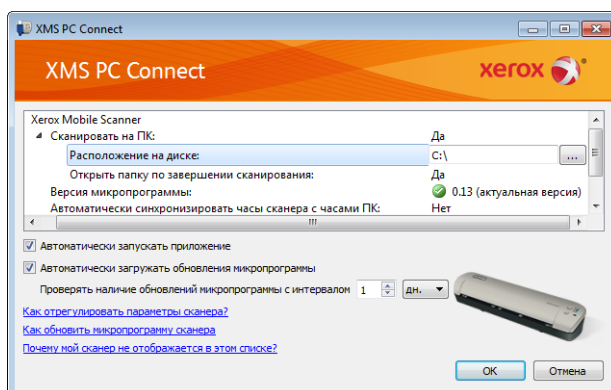 XMS PC Connect
XMS PC Connect
xerox
Xerox Mobile Scanner
Сканировать на ПК: Да
Расположение на диске: C:\ ...
Открыть папку по завершении сканирования: Да
Версия микропрограммы: 0.13 (актуальная версия)
Автоматически синхронизировать часы сканера с часами ПК: Нет
Автоматически запускать приложение
Автоматически загружать обновления микропрограммы
Проверять наличие обновлений микропрограммы с интервалом 1 дн.
Как отрегулировать параметры сканера?
Как обновить микропрограмму сканера
Почему мой сканер не отображается в этом списке?
OK Отмена